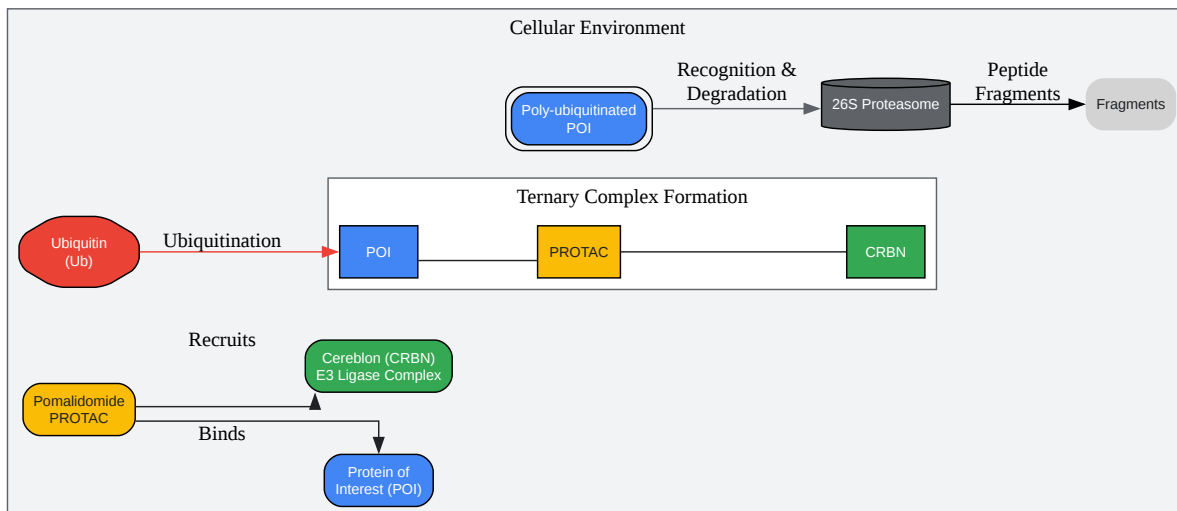 Cellular Environment
Recognition &
Degradation
Peptide
Fragments
Poly-ubiquitinated
POI
26S Proteasome
Fragments
Ternary Complex Formation
Ubiquitin
(Ub)
Ubiquitination
POI
PROTAC
CRBN
Recruits
Cereblon (CRBN)
E3 Ligase Complex
Pomalidomide
PROTAC
Binds
Protein of
Interest (POI)